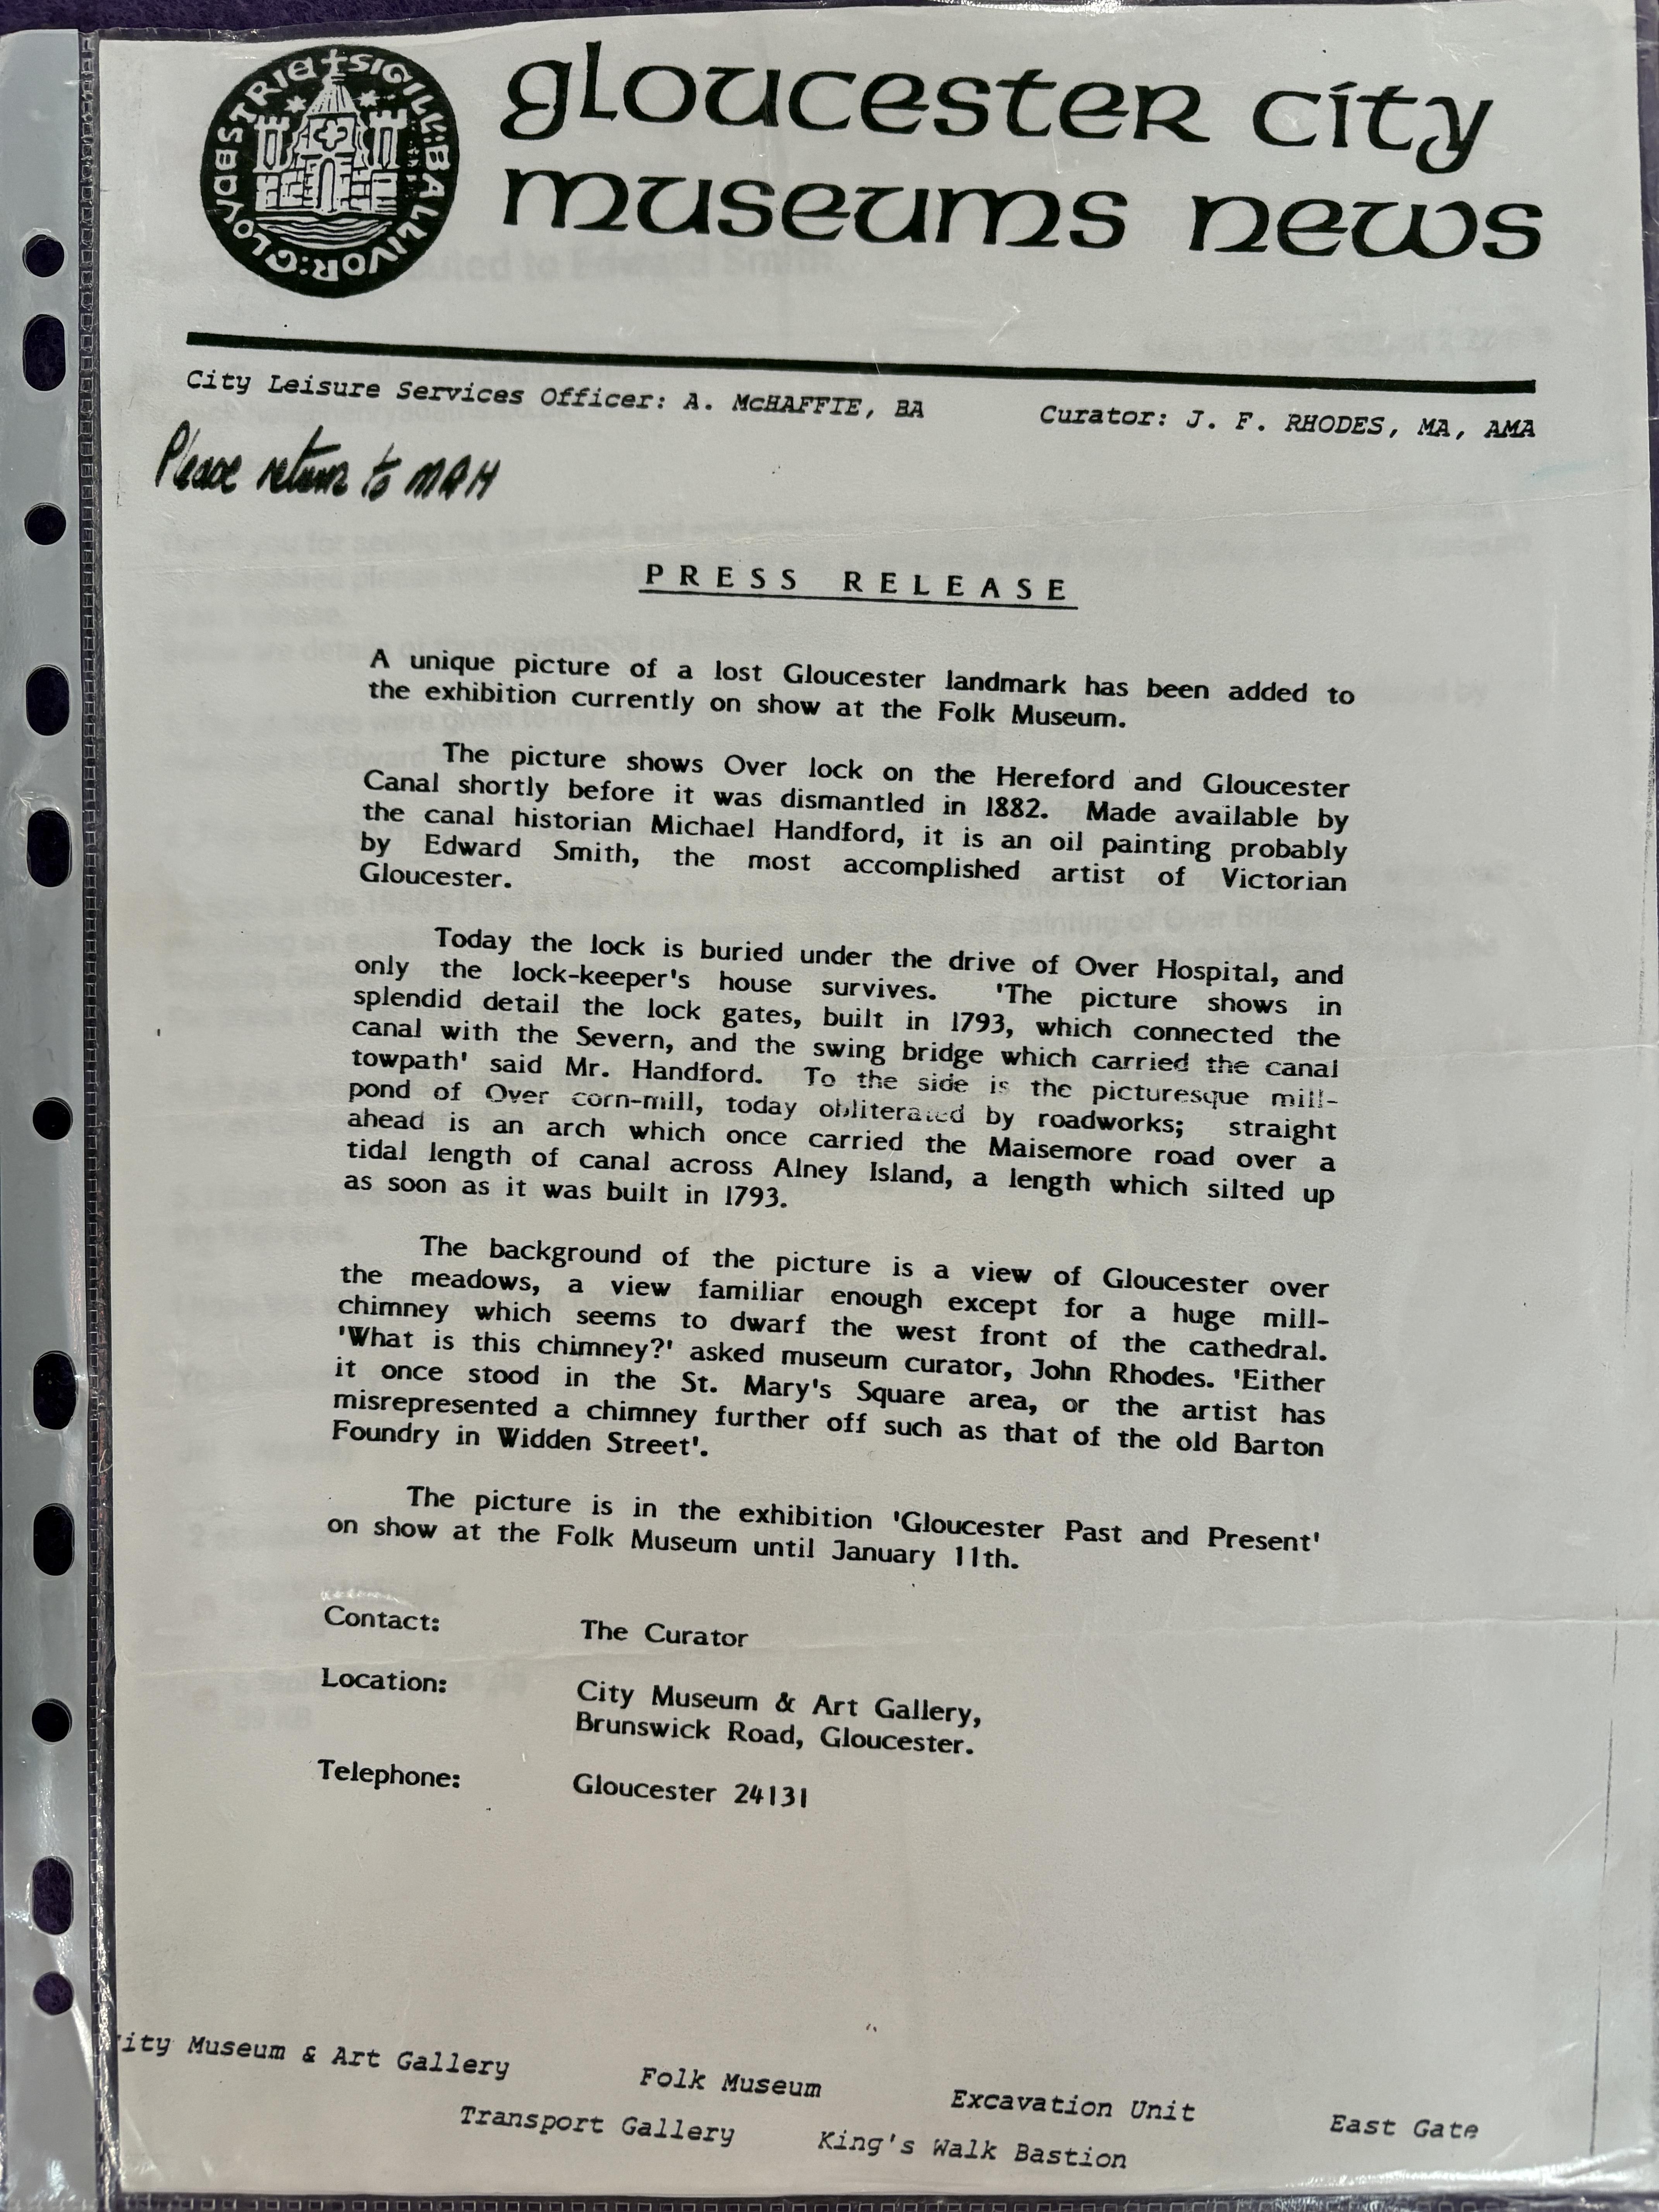 SIGILL: BALLIVOR: GLOVCESTRIE
gloucester city
museums news
City Leisure Services Officer: A. McHAFFIE, BA Curator: J. F. RHODES, MA, AMA
Please return to MRH
PRESS RELEASE
A unique picture of a lost Gloucester landmark has been added to
the exhibition currently on show at the Folk Museum.
The picture shows Over lock on the Hereford and Gloucester
Canal shortly before it was dismantled in 1882. Made available by
the canal historian Michael Handford, it is an oil painting probably
by Edward Smith, the most accomplished artist of Victorian
Gloucester.
Today the lock is buried under the drive of Over Hospital, and
only the lock-keeper's house survives. 'The picture shows in
splendid detail the lock gates, built in 1793, which connected the
canal with the Severn, and the swing bridge which carried the canal
towpath' said Mr. Handford. To the side is the picturesque mill-
pond of Over corn-mill, today obliterated by roadworks; straight
ahead is an arch which once carried the Maisemore road over a
tidal length of canal across Alney Island, a length which silted up
as soon as it was built in 1793.
The background of the picture is a view of Gloucester over
the meadows, a view familiar enough except for a huge mill-
chimney which seems to dwarf the west front of the cathedral.
'What is this chimney?' asked museum curator, John Rhodes. 'Either
it once stood in the St. Mary's Square area, or the artist has
misrepresented a chimney further off such as that of the old Barton
Foundry in Widden Street'.
The picture is in the exhibition 'Gloucester Past and Present'
on show at the Folk Museum until January 11th.
Contact: The Curator
Location: City Museum & Art Gallery,
Brunswick Road, Gloucester.
Telephone: Gloucester 24131
ity Museum & Art Gallery Folk Museum Excavation Unit East Gate
Transport Gallery King's Walk Bastion